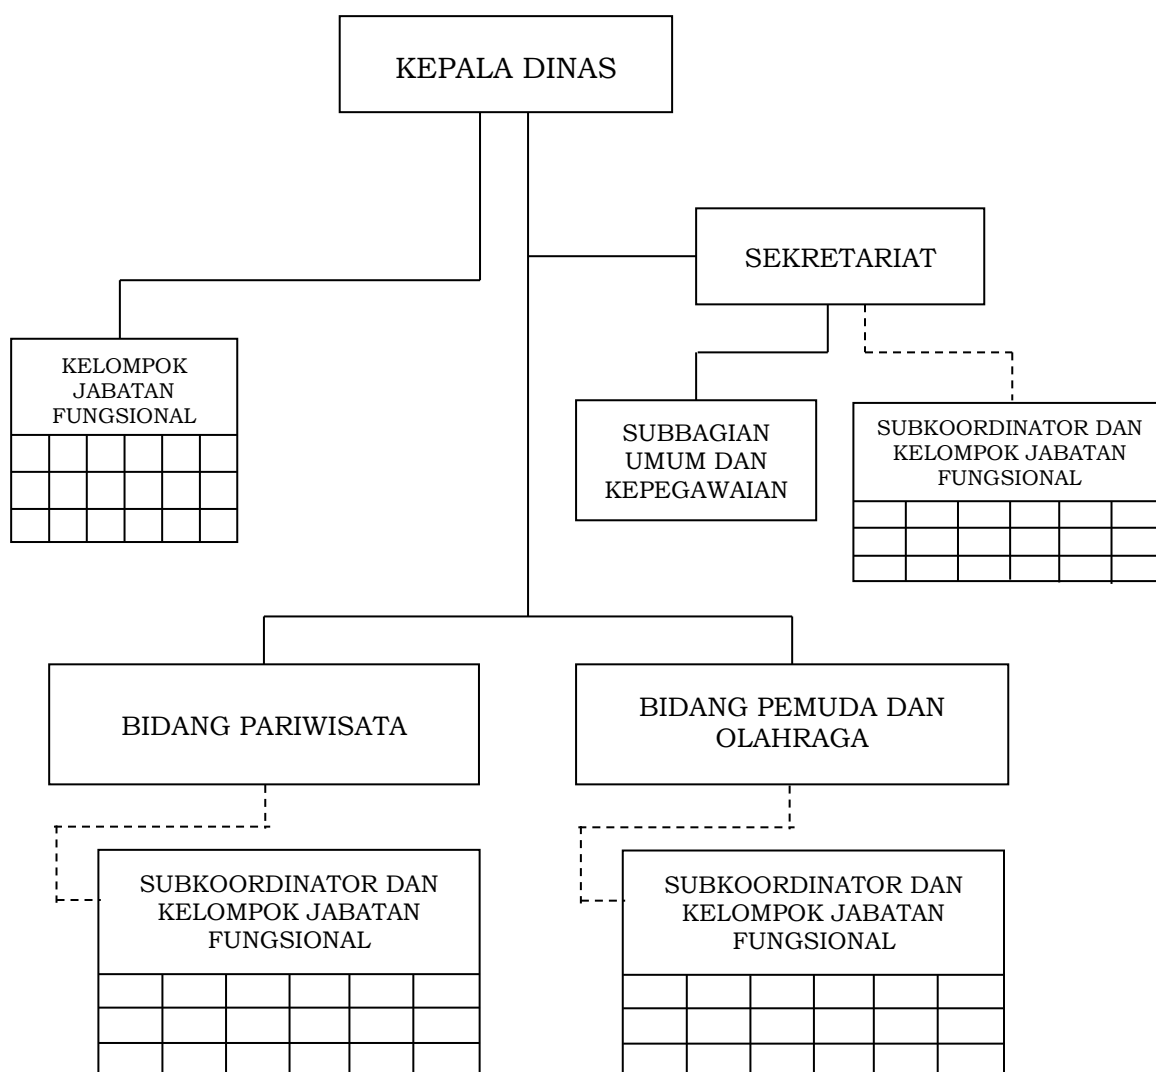 KEPALA DINAS
SEKRETARIAT
KELOMPOK
JABATAN
FUNGSIONAL
SUBBAGIAN
UMUM DAN
KEPEGAWAIAN
SUBKOORDINATOR DAN
KELOMPOK JABATAN
FUNGSIONAL
BIDANG PARIWISATA
BIDANG PEMUDA DAN
OLAHRAGA
SUBKOORDINATOR DAN
KELOMPOK JABATAN
FUNGSIONAL
SUBKOORDINATOR DAN
KELOMPOK JABATAN
FUNGSIONAL